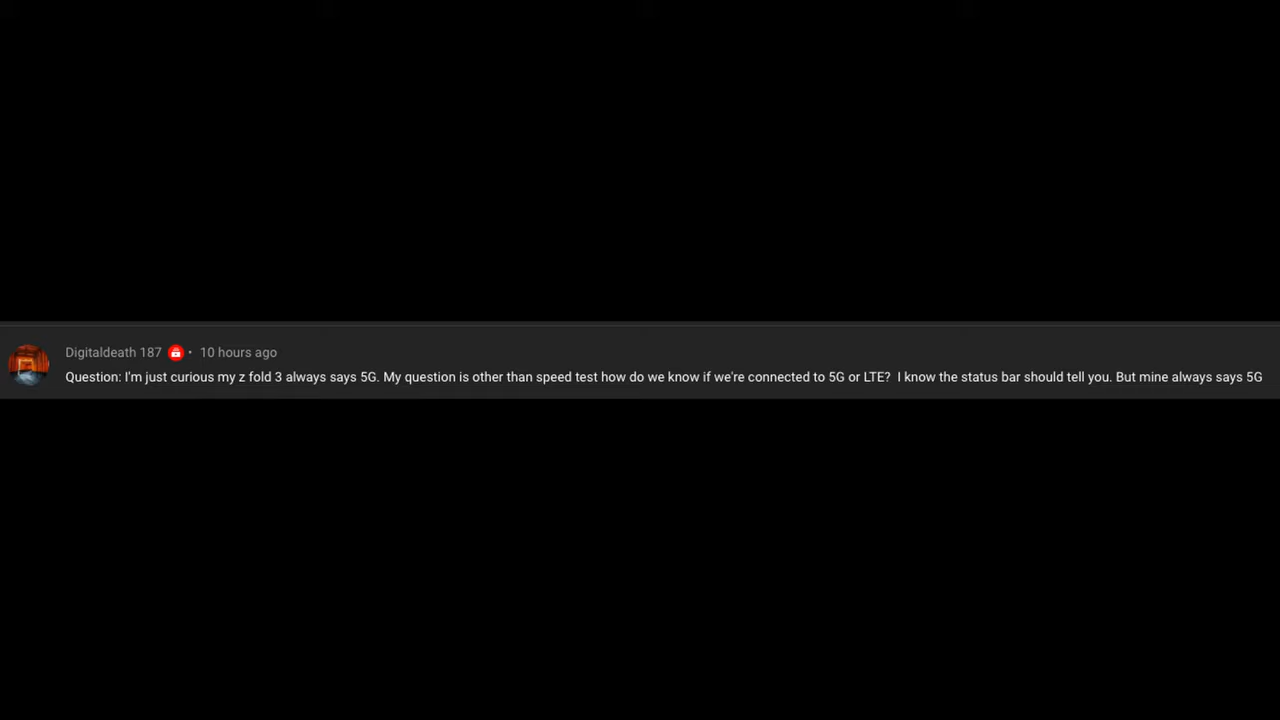 Digitaldeath 187 • 10 hours ago
Question: I'm just curious my z fold 3 always says 5G. My question is other than speed test how do we know if we're connected to 5G or LTE?  I know the status bar should tell you. But mine always says 5G